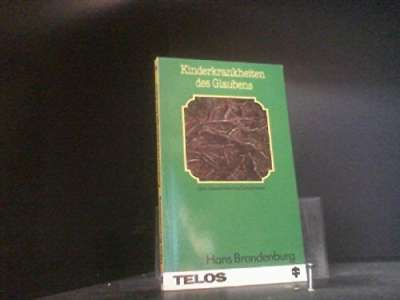 Kinderkrankheiten
des Glaubens
Hans Brandenburg
TELOS